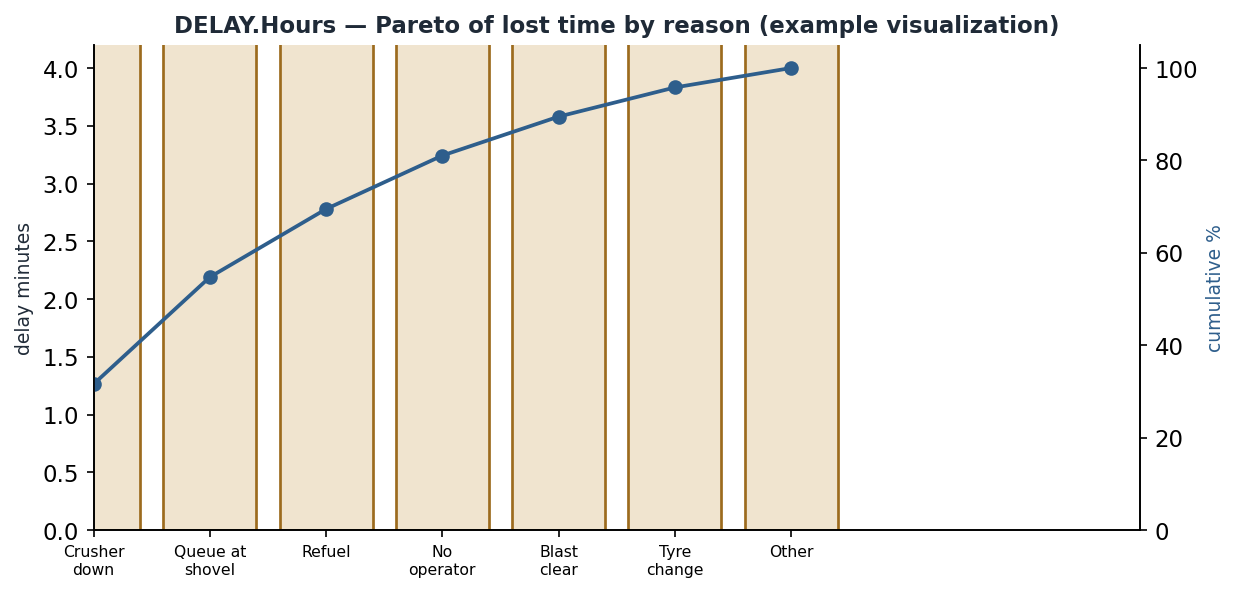 DELAY.Hours — Pareto of lost time by reason (example visualization)
4.0
3.5
3.0
2.5
2.0
1.5
1.0
0.5
0.0
delay minutes
100
80
60
40
20
0
cumulative %
Crusher
down
Queue at
shovel
Refuel
No
operator
Blast
clear
Tyre
change
Other